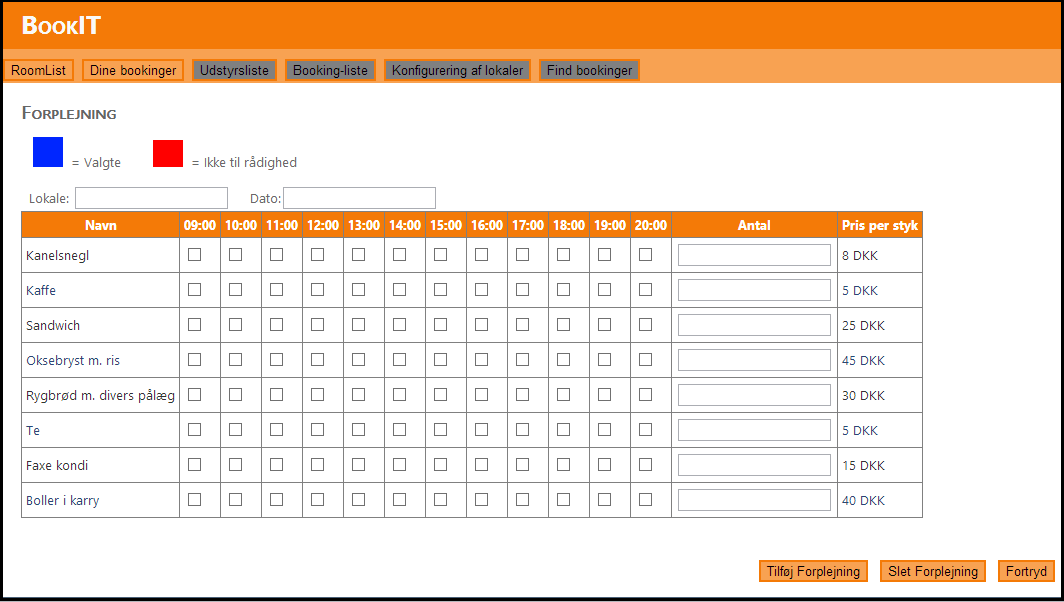 BookIT
RoomList Dine bookinger Udstyrsliste Booking-liste Konfigurering af lokaler Find bookinger
Forplejning
= Valgte = Ikke til rådighed
Lokale: Dato:
Navn 09:00 10:00 11:00 12:00 13:00 14:00 15:00 16:00 17:00 18:00 19:00 20:00 Antal Pris per styk
Kanelsnegl 8 DKK
Kaffe 5 DKK
Sandwich 25 DKK
Oksebryst m. ris 45 DKK
Rygbrød m. divers pålæg 30 DKK
Te 5 DKK
Faxe kondi 15 DKK
Boller i karry 40 DKK
Tilføj Forplejning Slet Forplejning Fortryd